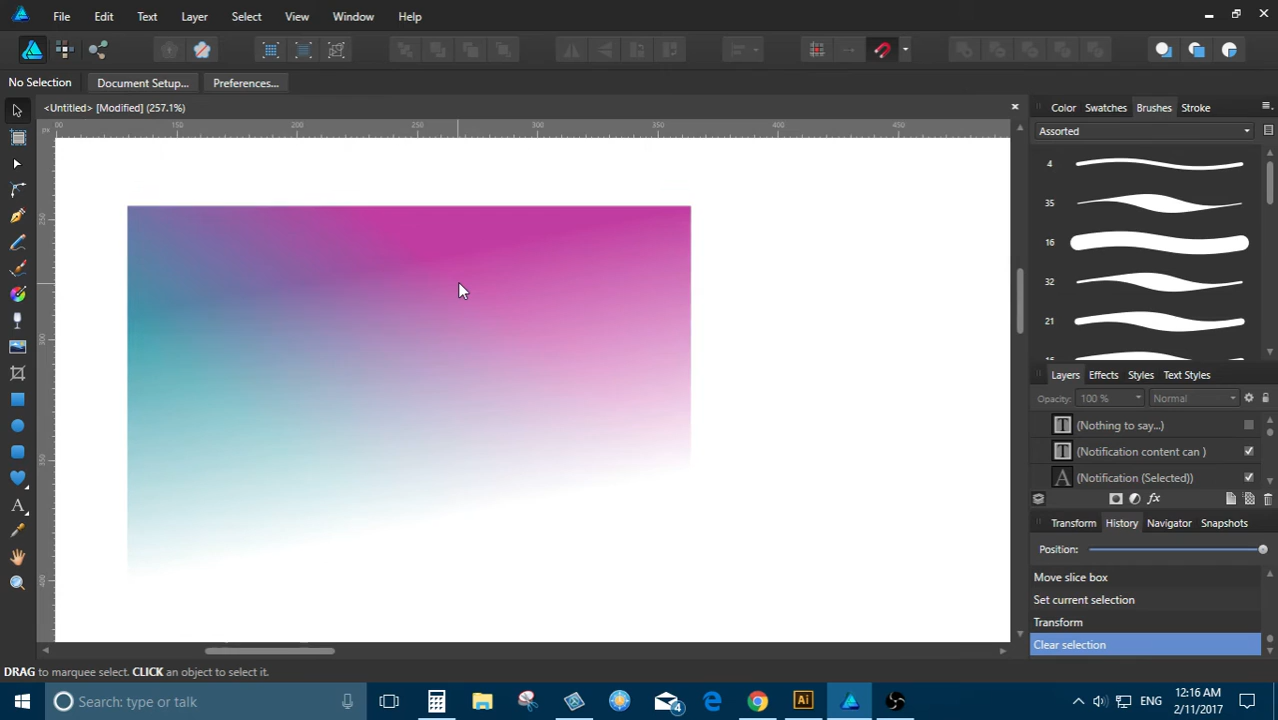 File Edit Text Layer Select View Window Help
No Selection Document Setup... Preferences...
<Untitled> [Modified] (257.1%)
Color Swatches Brushes Stroke
Assorted
4
35
16
32
21
Layers Effects Styles Text Styles
Opacity: 100 % Normal
(Nothing to say...)
(Notification content can )
(Notification (Selected))
Transform History Navigator Snapshots
Position:
Move slice box
Set current selection
Transform
Clear selection
DRAG to marquee select. CLICK an object to select it.
Search: type or talk
4
Ai
ENG
12:16 AM
2/11/2017